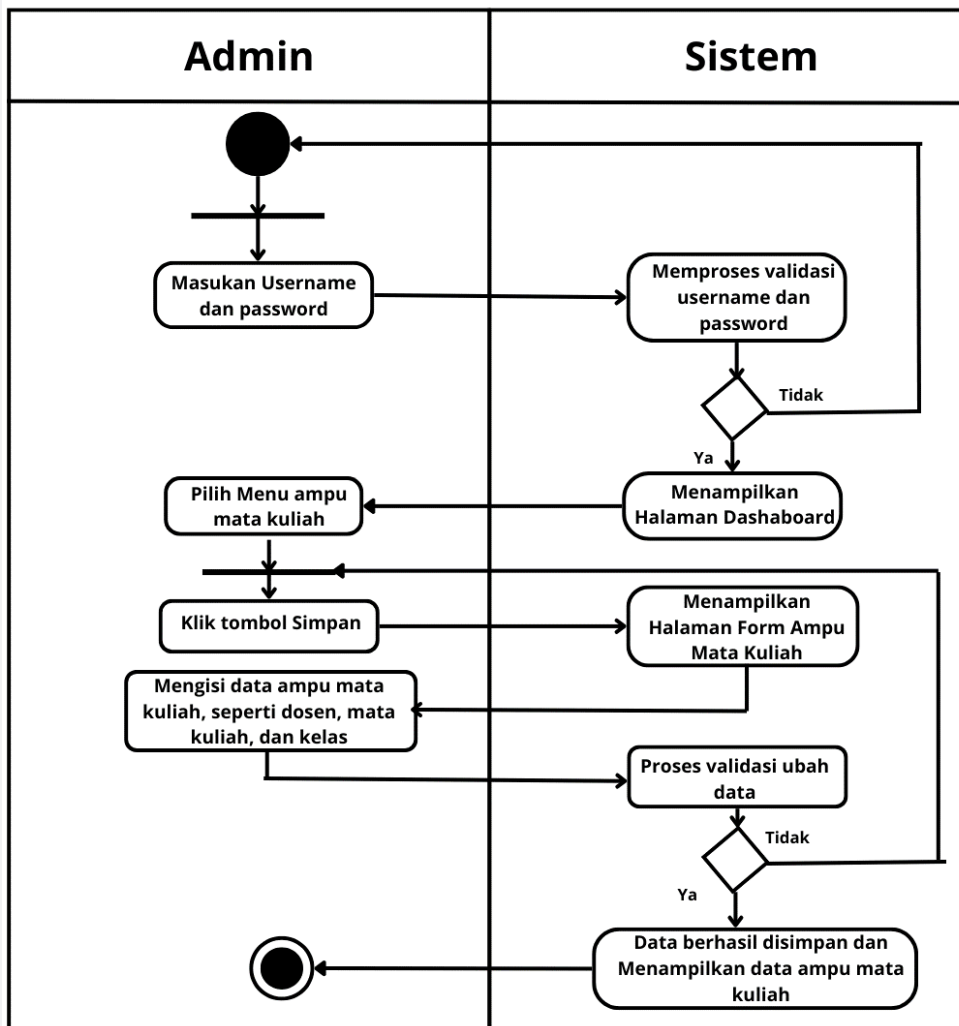 Admin
Sistem
Masukan Username
dan password
Memproses validasi
username dan
password
Tidak
Ya
Menampilkan
Halaman Dashaboard
Pilih Menu ampu
mata kuliah
Klik tombol Simpan
Menampilkan
Halaman Form Ampu
Mata Kuliah
Mengisi data ampu mata
kuliah, seperti dosen, mata
kuliah, dan kelas
Proses validasi ubah
data
Tidak
Ya
Data berhasil disimpan dan
Menampilkan data ampu mata
kuliah